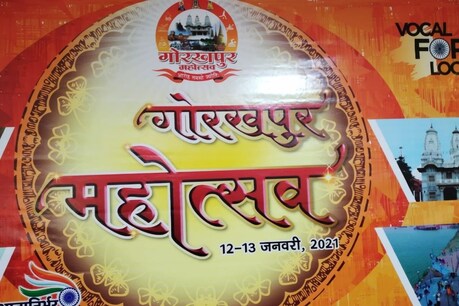 गोरखपुर
महोत्सव
VOCAL
FOR
LOC
गोरखपुर
महोत्सव
12-13 जनवरी, 2021